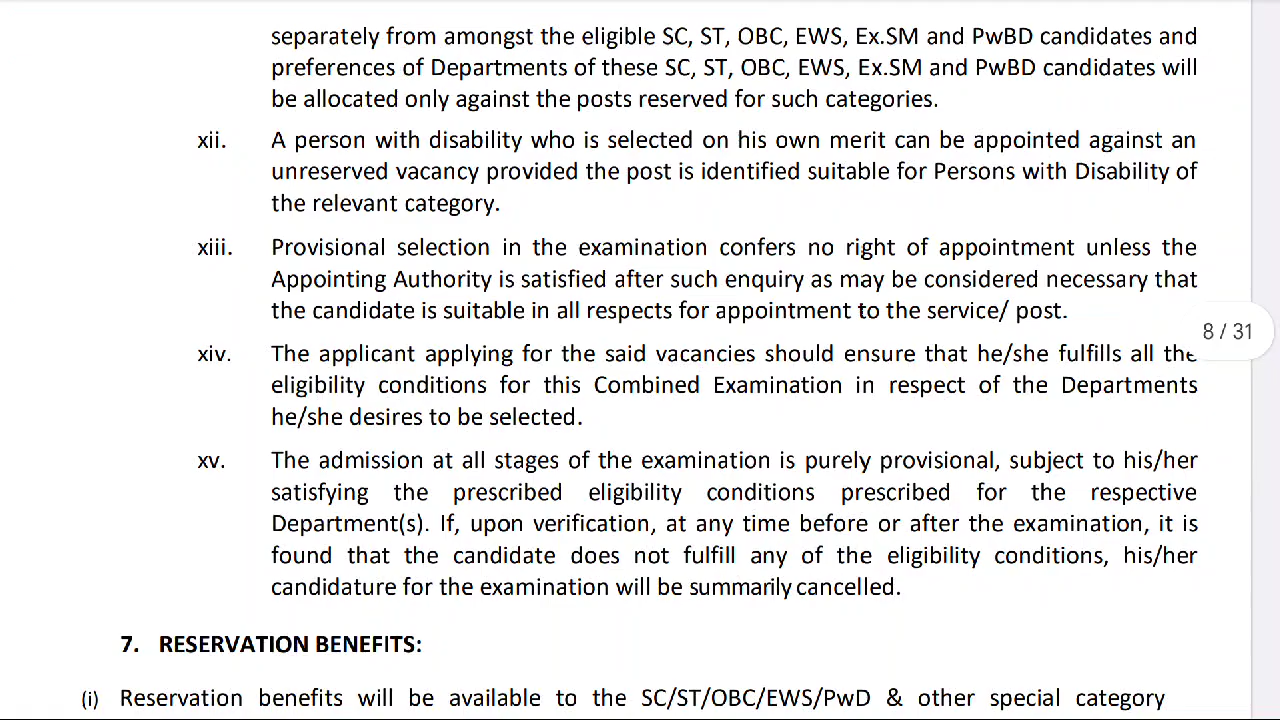 separately from amongst the eligible SC, ST, OBC, EWS, Ex.SM and PwBD candidates and
preferences of Departments of these SC, ST, OBC, EWS, Ex.SM and PwBD candidates will
be allocated only against the posts reserved for such categories.
xii. A person with disability who is selected on his own merit can be appointed against an
unreserved vacancy provided the post is identified suitable for Persons with Disability of
the relevant category.
xiii. Provisional selection in the examination confers no right of appointment unless the
Appointing Authority is satisfied after such enquiry as may be considered necessary that
the candidate is suitable in all respects for appointment to the service/ post.
8 / 31
xiv. The applicant applying for the said vacancies should ensure that he/she fulfills all the
eligibility conditions for this Combined Examination in respect of the Departments
he/she desires to be selected.
xv. The admission at all stages of the examination is purely provisional, subject to his/her
satisfying the prescribed eligibility conditions prescribed for the respective
Department(s). If, upon verification, at any time before or after the examination, it is
found that the candidate does not fulfill any of the eligibility conditions, his/her
candidature for the examination will be summarily cancelled.
7. RESERVATION BENEFITS:
(i) Reservation benefits will be available to the SC/ST/OBC/EWS/PwD & other special category